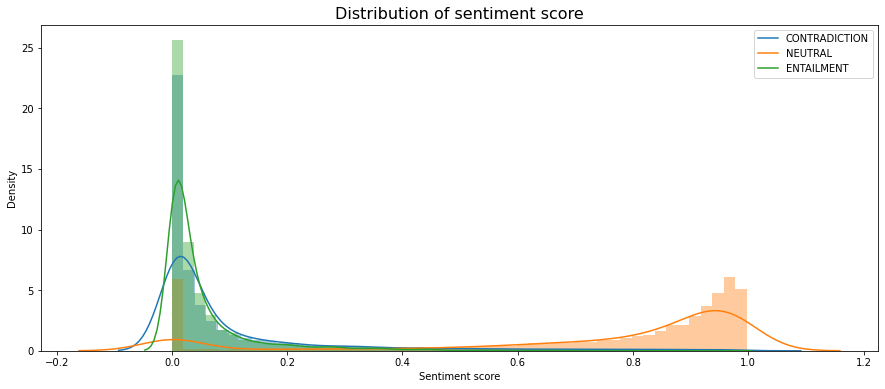 Distribution of sentiment score
CONTRADICTION
NEUTRAL
ENTAILMENT
25
20
15
10
5
0
Density
−0.2 0.0 0.2 0.4 0.6 0.8 1.0 1.2
Sentiment score